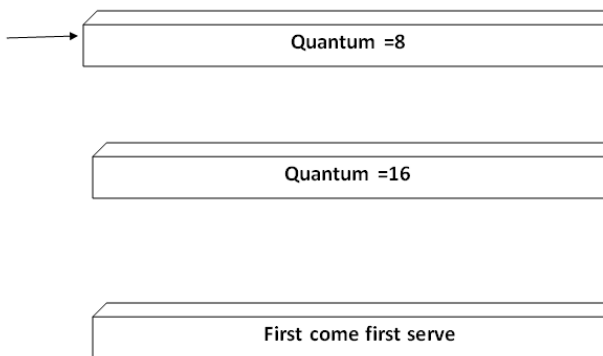 Quantum =8
Quantum =16
First come first serve